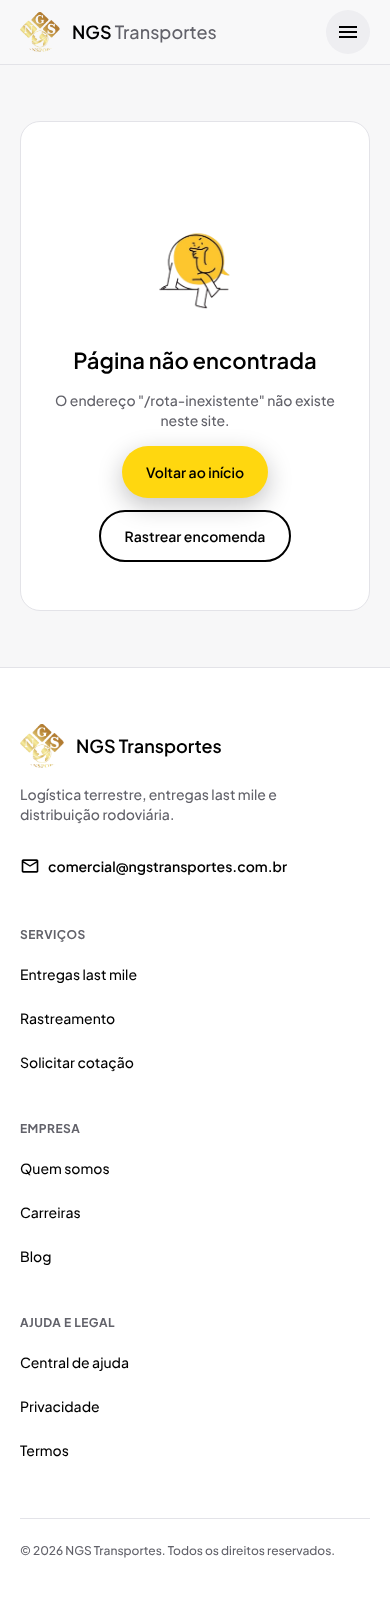 NGS Transportes
Página não encontrada
O endereço "/rota-inexistente" não existe
neste site.
Voltar ao início
Rastrear encomenda
NGS Transportes
Logística terrestre, entregas last mile e
distribuição rodoviária.
comercial@ngstransportes.com.br
SERVIÇOS
Entregas last mile
Rastreamento
Solicitar cotação
EMPRESA
Quem somos
Carreiras
Blog
AJUDA E LEGAL
Central de ajuda
Privacidade
Termos
© 2026 NGS Transportes. Todos os direitos reservados.